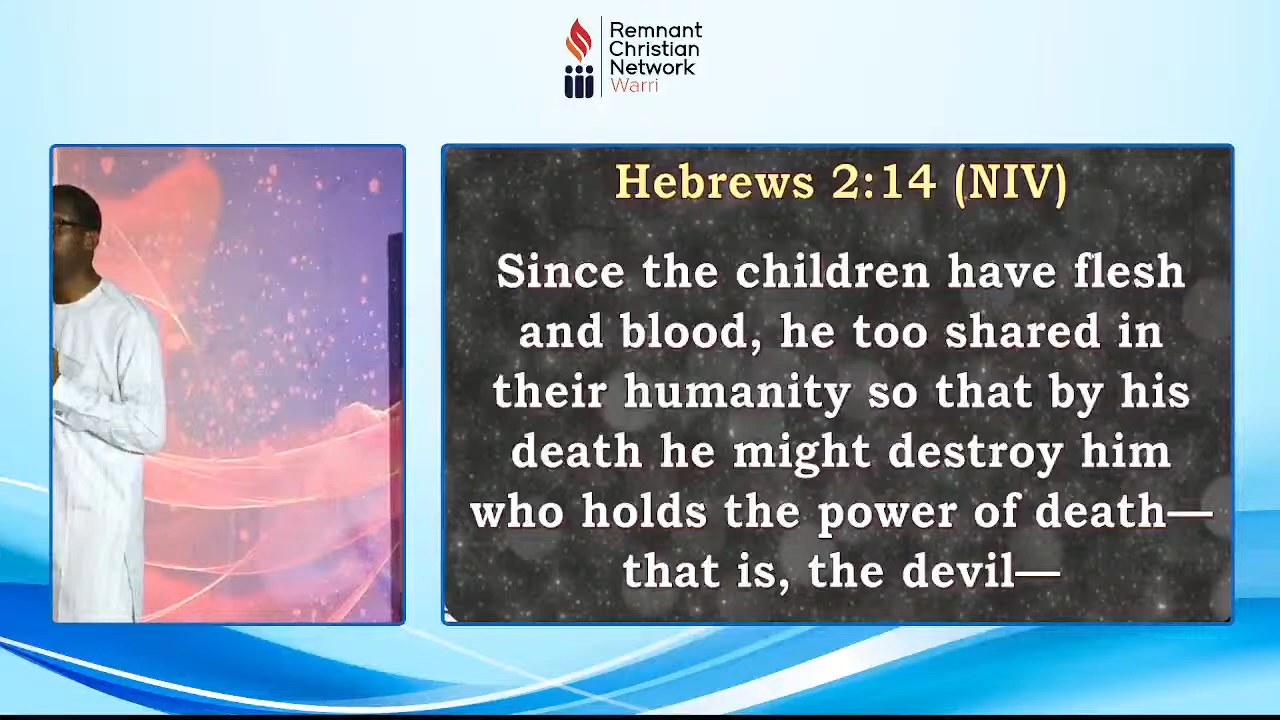 Remnant
Christian
Network
Warri
Hebrews 2:14 (NIV)
Since the children have flesh
and blood, he too shared in
their humanity so that by his
death he might destroy him
who holds the power of death—
that is, the devil—